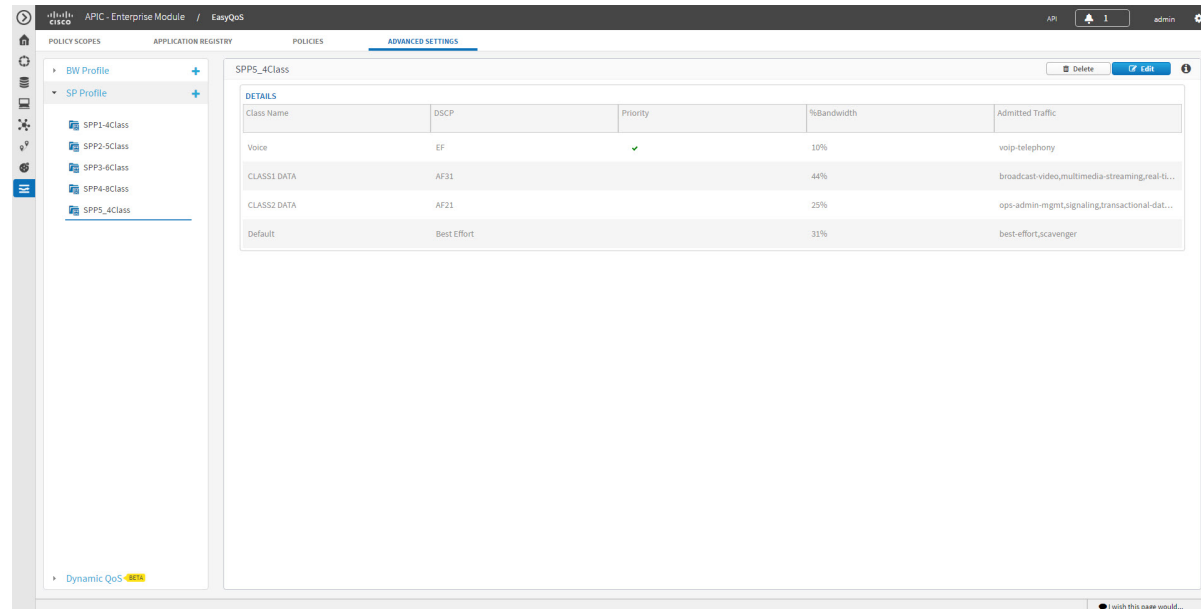 cisco APIC - Enterprise Module / EasyQoS API 1 admin
POLICY SCOPES APPLICATION REGISTRY POLICIES ADVANCED SETTINGS
BW Profile
SP Profile
SPP1-4Class
SPP2-5Class
SPP3-6Class
SPP4-8Class
SPP5_4Class
Dynamic QoS BETA
SPP5_4Class Delete Edit
DETAILS
Class Name DSCP Priority %Bandwidth Admitted Traffic
Voice EF 10% voip-telephony
CLASS1 DATA AF31 44% broadcast-video,multimedia-streaming,real-ti...
CLASS2 DATA AF21 25% ops-admin-mgmt,signaling,transactional-dat...
Default Best Effort 31% best-effort,scavenger
I wish this page would...